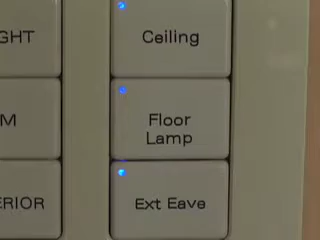 GHT
Ceiling
M
Floor
Lamp
ERIOR
Ext Eave